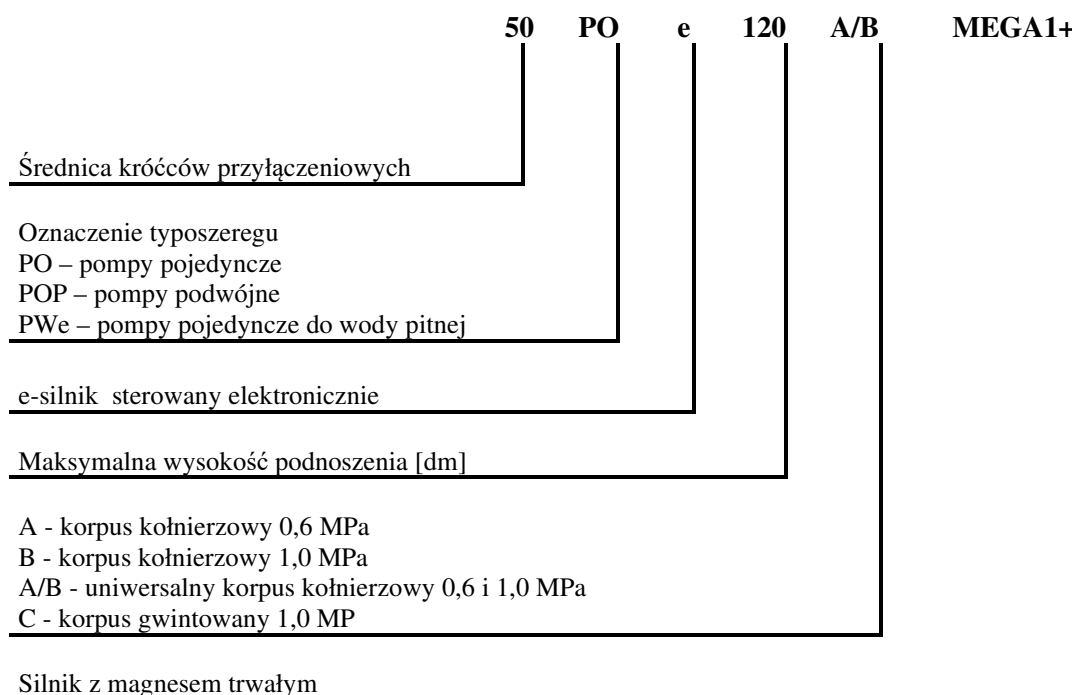 50 PO e 120 A/B MEGA1+
Średnica króćców przyłączeniowych
Oznaczenie typoszeregu
PO – pompy pojedyncze
POP – pompy podwójne
PWe – pompy pojedyncze do wody pitnej
e-silnik sterowany elektronicznie
Maksymalna wysokość podnoszenia [dm]
A - korpus kołnierzowy 0,6 MPa
B - korpus kołnierzowy 1,0 MPa
A/B - uniwersalny korpus kołnierzowy 0,6 i 1,0 MPa
C - korpus gwintowany 1,0 MP
Silnik z magnesem trwałym